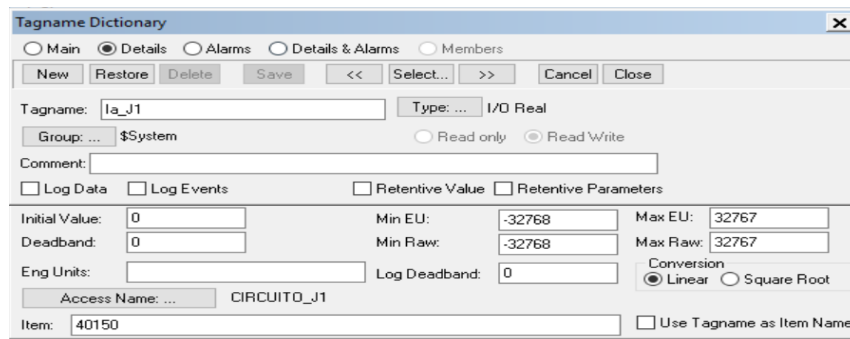 Tagname Dictionary
Main Details Alarms Details & Alarms Members
New Restore Delete Save << Select... >> Cancel Close
Tagname: Ia_J1 Type: ... I/O Real
Group: ... $System Read only Read Write
Comment:
Log Data Log Events Retentive Value Retentive Parameters
Initial Value: 0 Min EU: -32768 Max EU: 32767
Deadband: 0 Min Raw: -32768 Max Raw: 32767
Eng Units: Log Deadband: 0 Conversion
Linear Square Root
Access Name: ... CIRCUITO_J1
Item: 40150 Use Tagname as Item Name